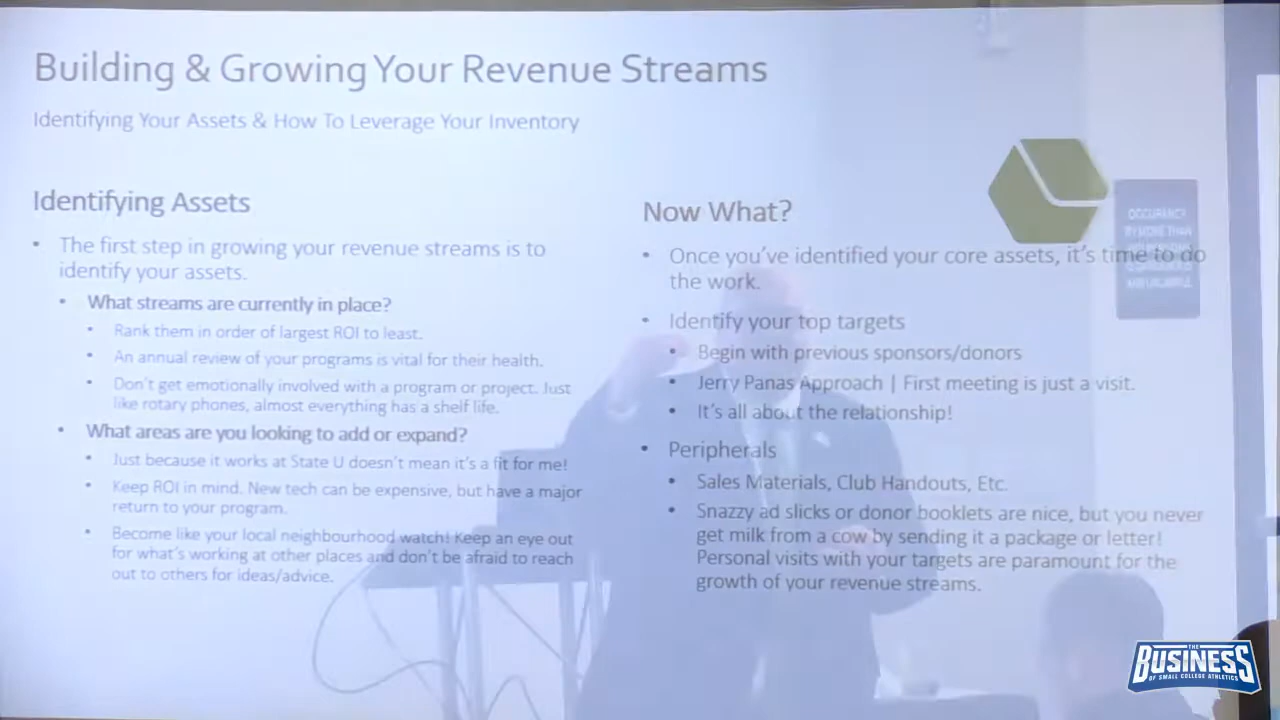 Building & Growing Your Revenue Streams
Identifying Your Assets & How To Leverage Your Inventory
Identifying Assets
• The first step in growing your revenue streams is to
identify your assets.
• What streams are currently in place?
• Rank them in order of largest ROI to least.
• An annual review of your programs is vital for their health.
• Don't get emotionally involved with a program or project. Just
like rotary phones, almost everything has a shelf life.
• What areas are you looking to add or expand?
• Just because it works at State U doesn't mean it's a fit for me!
• Keep ROI in mind. New tech can be expensive, but have a major
return to your program.
• Become like your local neighbourhood watch! Keep an eye out
for what's working at other places and don't be afraid to reach
out to others for ideas/advice.
Now What?
• Once you've identified your core assets, it's time to do
the work.
• Identify your top targets
• Begin with previous sponsors/donors
• Jerry Panas Approach | First meeting is just a visit.
• It's all about the relationship!
• Peripherals
• Sales Materials, Club Handouts, Etc.
• Snazzy ad slicks or donor booklets are nice, but you never
get milk from a cow by sending it a package or letter!
Personal visits with your targets are paramount for the
growth of your revenue streams.
OCCUPANCY
BY MORE THAN
THE
BUSINESS
OF SMALL COLLEGE ATHLETICS